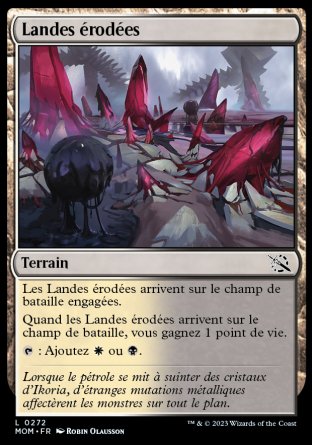 Landes érodées
Terrain
Les Landes érodées arrivent sur le champ de
bataille engagées.
Quand les Landes érodées arrivent sur le
champ de bataille, vous gagnez 1 point de vie.
: Ajoutez ou .
Lorsque le pétrole se mit à suinter des cristaux
d'Ikoria, d'étranges mutations métalliques
affectèrent les monstres sur tout le plan.
L 0272
MOM • FR Robin Olausson
™ & © 2023 Wizards of the Coast